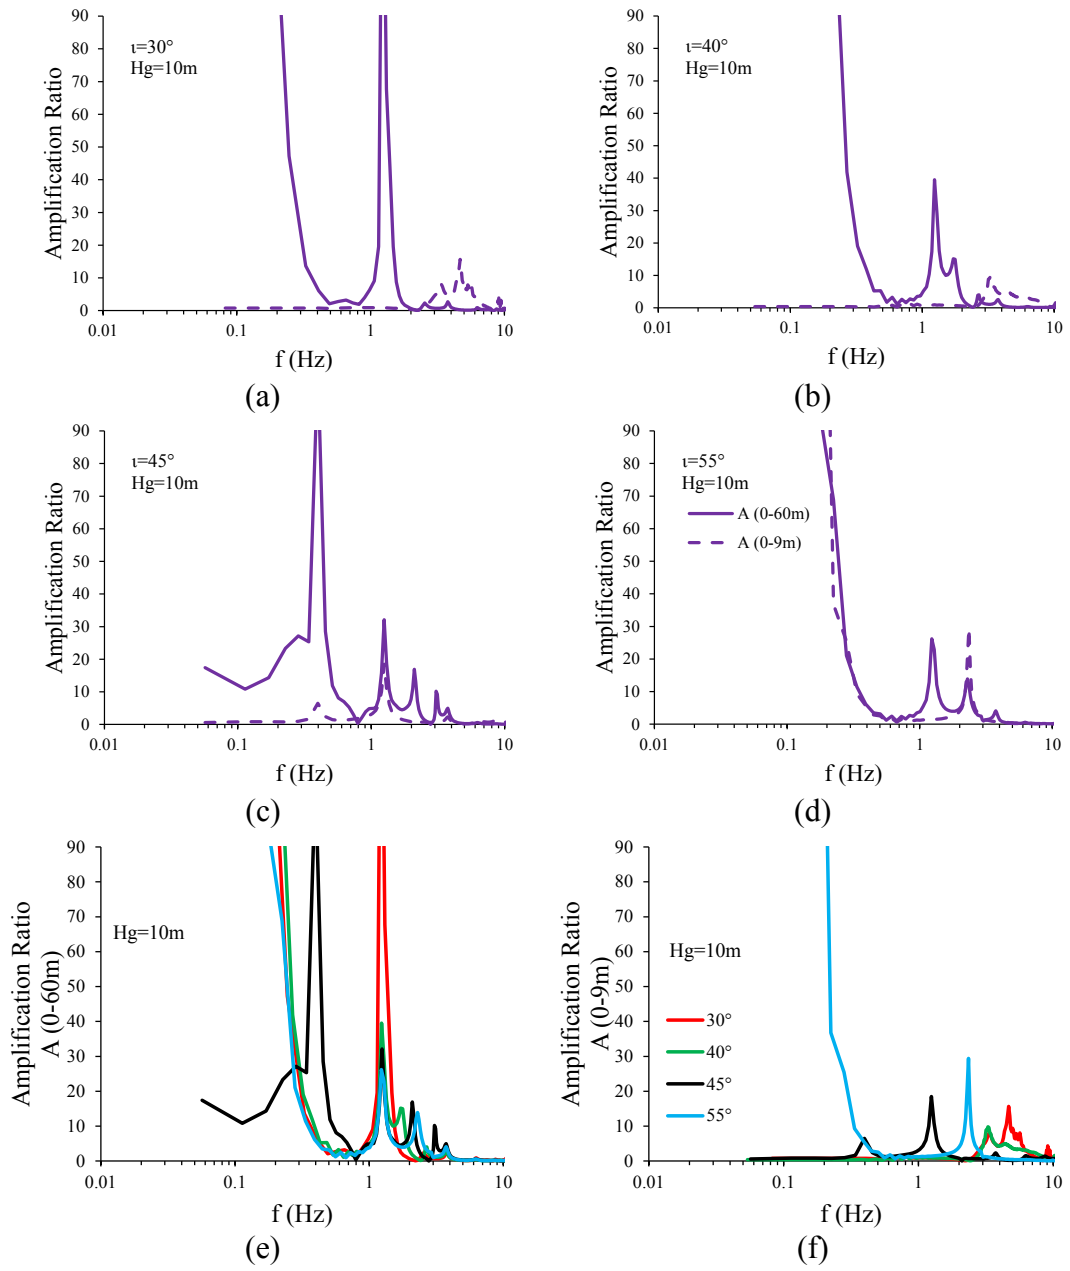 Amplification Ratio
90
80
70
60
50
40
30
20
10
0
ι=30°
Hg=10m
0.01 0.1 1 10
f (Hz)
(a)
Amplification Ratio
90
80
70
60
50
40
30
20
10
0
ι=40°
Hg=10m
0.01 0.1 1 10
f (Hz)
(b)
Amplification Ratio
90
80
70
60
50
40
30
20
10
0
ι=45°
Hg=10m
0.01 0.1 1 10
f (Hz)
(c)
Amplification Ratio
90
80
70
60
50
40
30
20
10
0
ι=55°
Hg=10m
A (0-60m)
A (0-9m)
0.01 0.1 1 10
f (Hz)
(d)
Amplification Ratio
A (0-60m)
90
80
70
60
50
40
30
20
10
0
Hg=10m
0.01 0.1 1 10
f (Hz)
(e)
Amplification Ratio
A (0-9m)
90
80
70
60
50
40
30
20
10
0
Hg=10m
30°
40°
45°
55°
0.01 0.1 1 10
f (Hz)
(f)